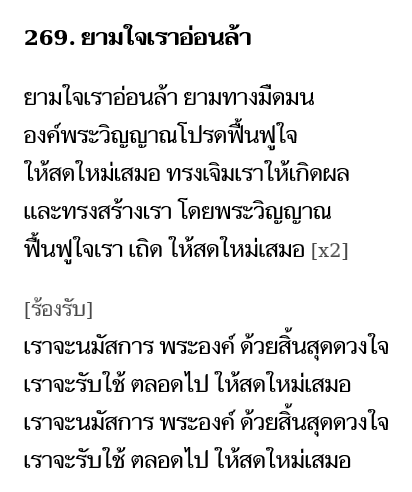 269. ยามใจเราอ่อนล้า
ยามใจเราอ่อนล้า ยามทางมืดมน
องค์พระวิญญาณโปรดฟื้นฟูใจ
ให้สดใหม่เสมอ ทรงเจิมเราให้เกิดผล
และทรงสร้างเรา โดยพระวิญญาณ
ฟื้นฟูใจเรา เถิด ให้สดใหม่เสมอ [x2]
[ร้องรับ]
เราจะนมัสการ พระองค์ ด้วยสิ้นสุดดวงใจ
เราจะรับใช้ ตลอดไป ให้สดใหม่เสมอ
เราจะนมัสการ พระองค์ ด้วยสิ้นสุดดวงใจ
เราจะรับใช้ ตลอดไป ให้สดใหม่เสมอ